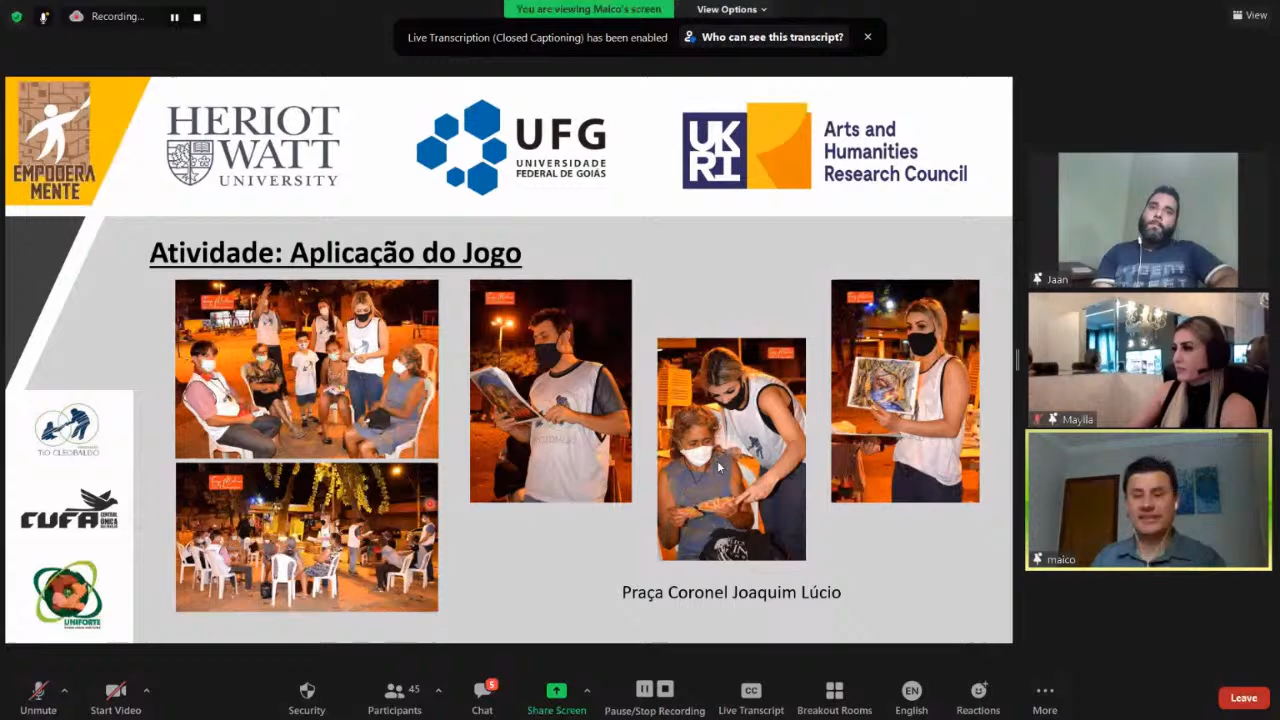 Recording...
You are viewing Maico's screen
View Options
View
Live Transcription (Closed Captioning) has been enabled
Who can see this transcript?
EMPODERA
MENTE
HERIOT
WATT
UNIVERSITY
UFG
UNIVERSIDADE
FEDERAL DE GOIÁS
UK
RI
Arts and
Humanities
Research Council
Atividade: Aplicação do Jogo
TIO CLEOBALDO
CUFA
CENTRAL
ÚNICA
UNIFORTE
Praça Coronel Joaquim Lúcio
Jaan
Maylla
maico
Unmute
Start Video
Security
45
Participants
5
Chat
Share Screen
Pause/Stop Recording
CC
Live Transcript
Breakout Rooms
EN
English
Reactions
More
Leave